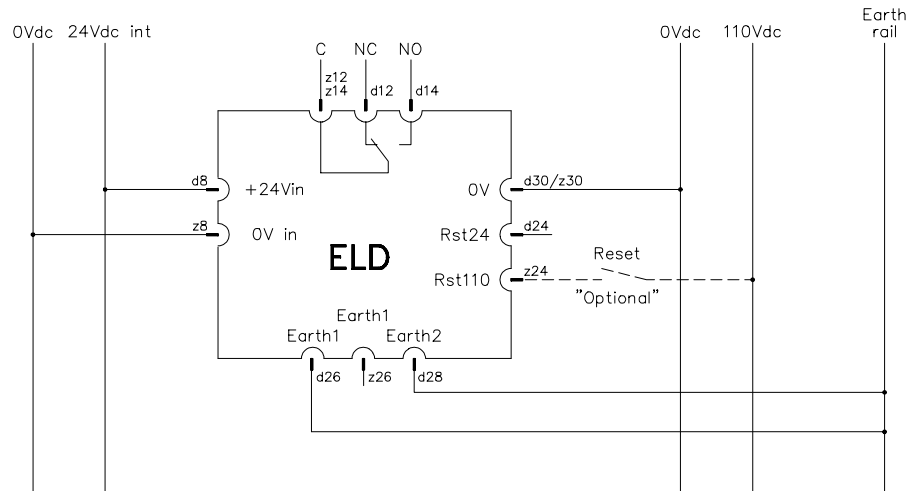 0Vdc 24Vdc int
C NC NO
0Vdc 110Vdc
Earth
rail
z12
z14
d12
d14
d8
+24Vin
z8
0V in
ELD
0V
d30/z30
Rst24
d24
Rst110
z24
Reset
"Optional"
Earth1
Earth1
Earth2
d26
z26
d28